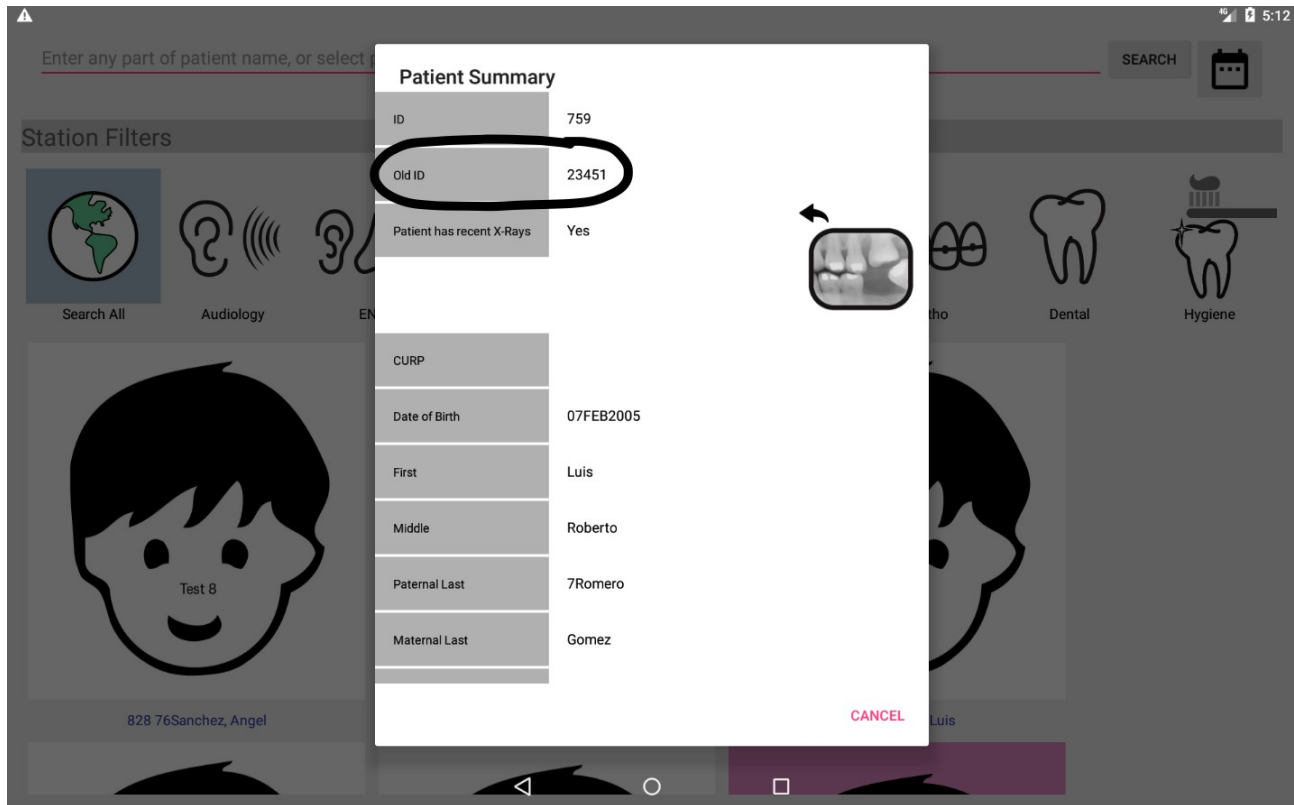 4G 5:12
Enter any part of patient name, or select p
SEARCH
Station Filters
Search All
Audiology
EN
tho
Dental
Hygiene
Test 8
828 76Sanchez, Angel
Luis
Patient Summary
ID 759
Old ID 23451
Patient has recent X-Rays Yes
CURP
Date of Birth 07FEB2005
First Luis
Middle Roberto
Paternal Last 7Romero
Maternal Last Gomez
CANCEL